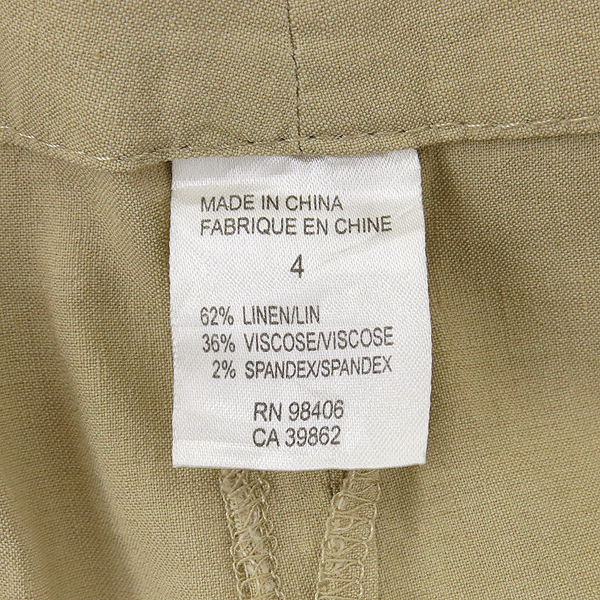 MADE IN CHINA
FABRIQUE EN CHINE
4
62% LINEN/LIN
36% VISCOSE/VISCOSE
2% SPANDEX/SPANDEX
RN 98406
CA 39862